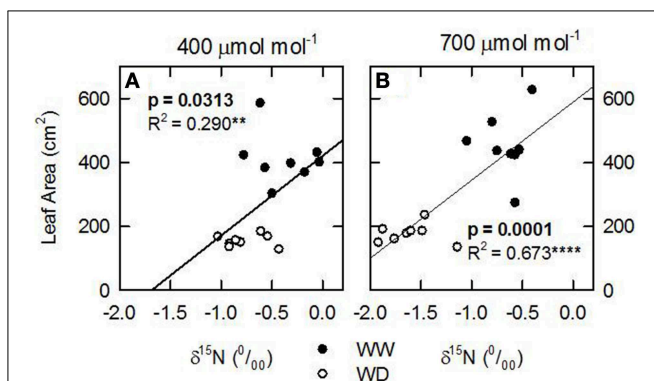 400 μmol mol-1 700 μmol mol-1
A B
p = 0.0313
R2 = 0.290**
600 600
400 400
200 200
0 0
Leaf Area (cm2)
p = 0.0001
R2 = 0.673****
-2.0 -1.5 -1.0 -0.5 0.0 -2.0 -1.5 -1.0 -0.5 0.0
δ15N (0/00) δ15N (0/00)
WW
WD